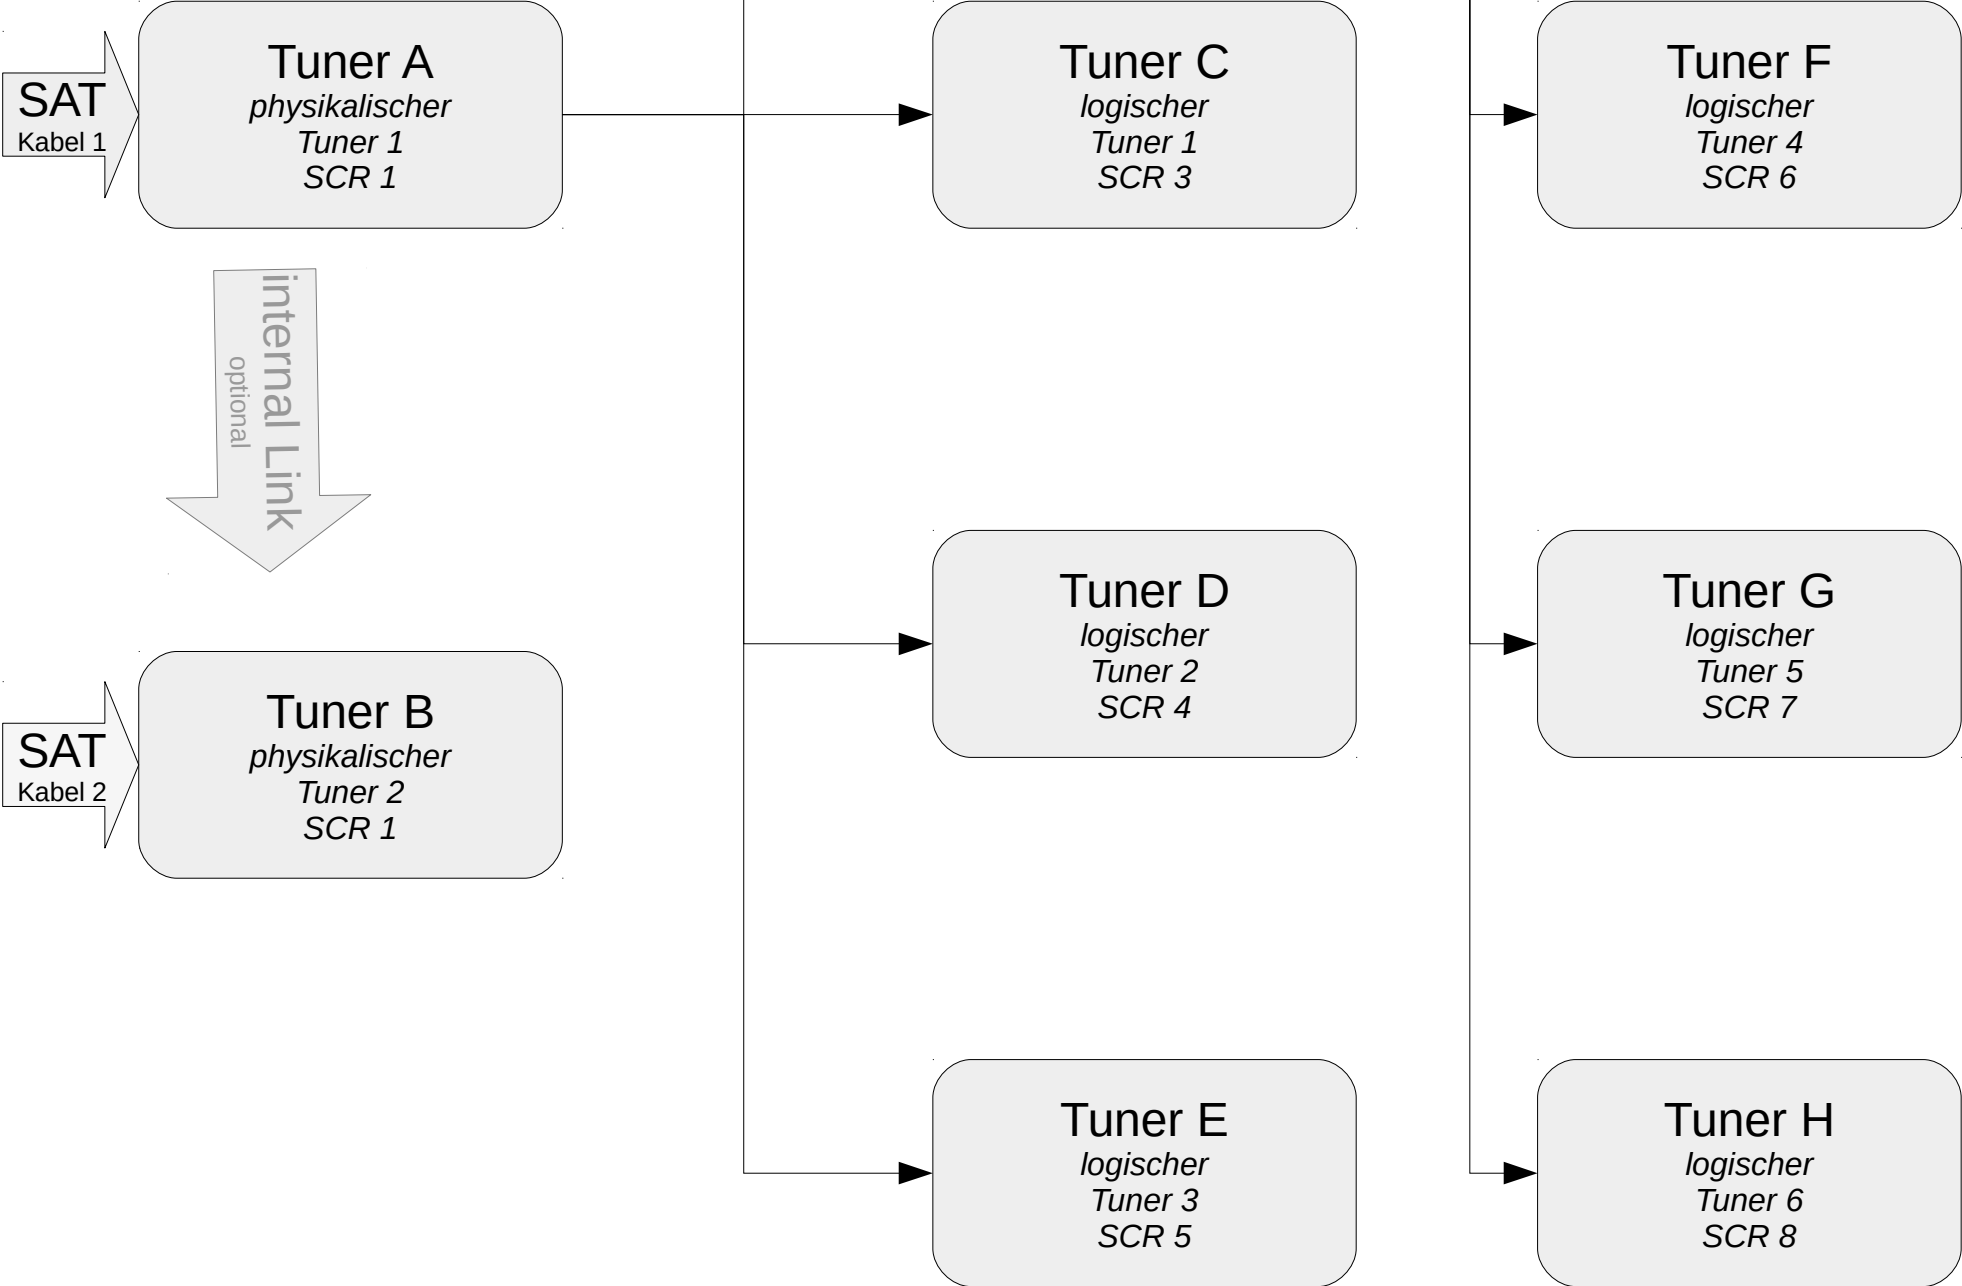 SAT
Kabel 1
Tuner A
physikalischer
Tuner 1
SCR 1
internal Link
optional
SAT
Kabel 2
Tuner B
physikalischer
Tuner 2
SCR 1
Tuner C
logischer
Tuner 1
SCR 3
Tuner D
logischer
Tuner 2
SCR 4
Tuner E
logischer
Tuner 3
SCR 5
Tuner F
logischer
Tuner 4
SCR 6
Tuner G
logischer
Tuner 5
SCR 7
Tuner H
logischer
Tuner 6
SCR 8